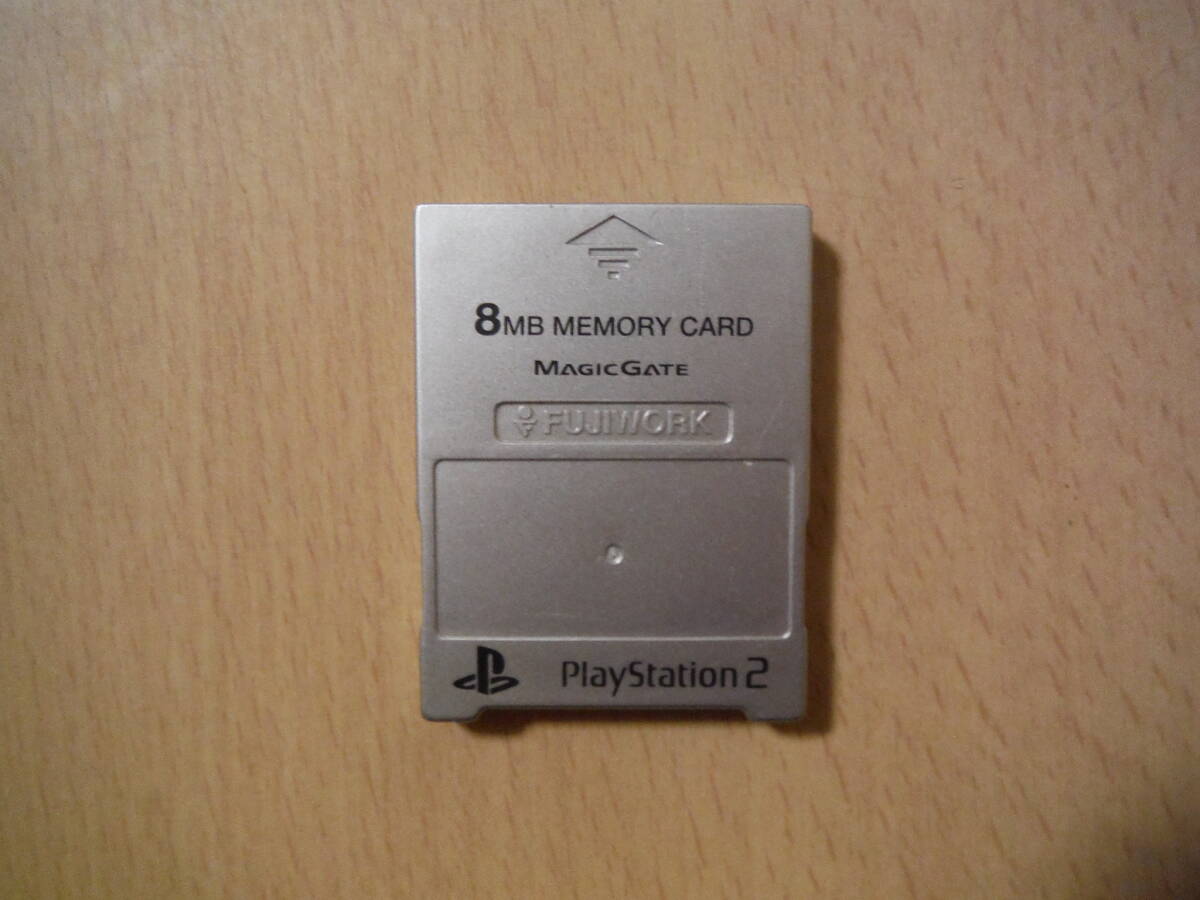 8MB MEMORY CARD
MAGICGATE
FUJIWORK
PlayStation 2